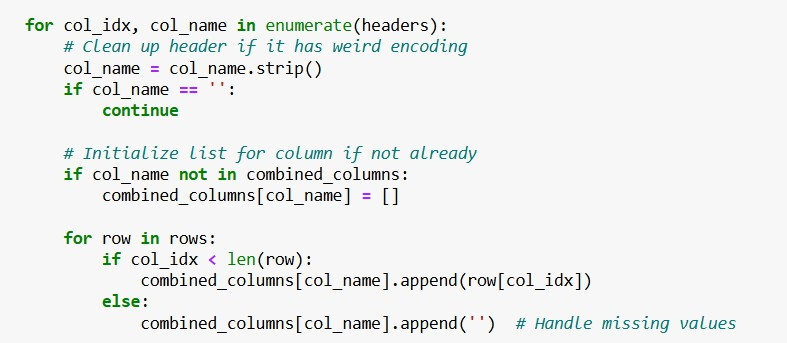 for col_idx, col_name in enumerate(headers):
    # Clean up header if it has weird encoding
    col_name = col_name.strip()
    if col_name == '':
        continue

    # Initialize list for column if not already
    if col_name not in combined_columns:
        combined_columns[col_name] = []

    for row in rows:
        if col_idx < len(row):
            combined_columns[col_name].append(row[col_idx])
        else:
            combined_columns[col_name].append('')  # Handle missing values